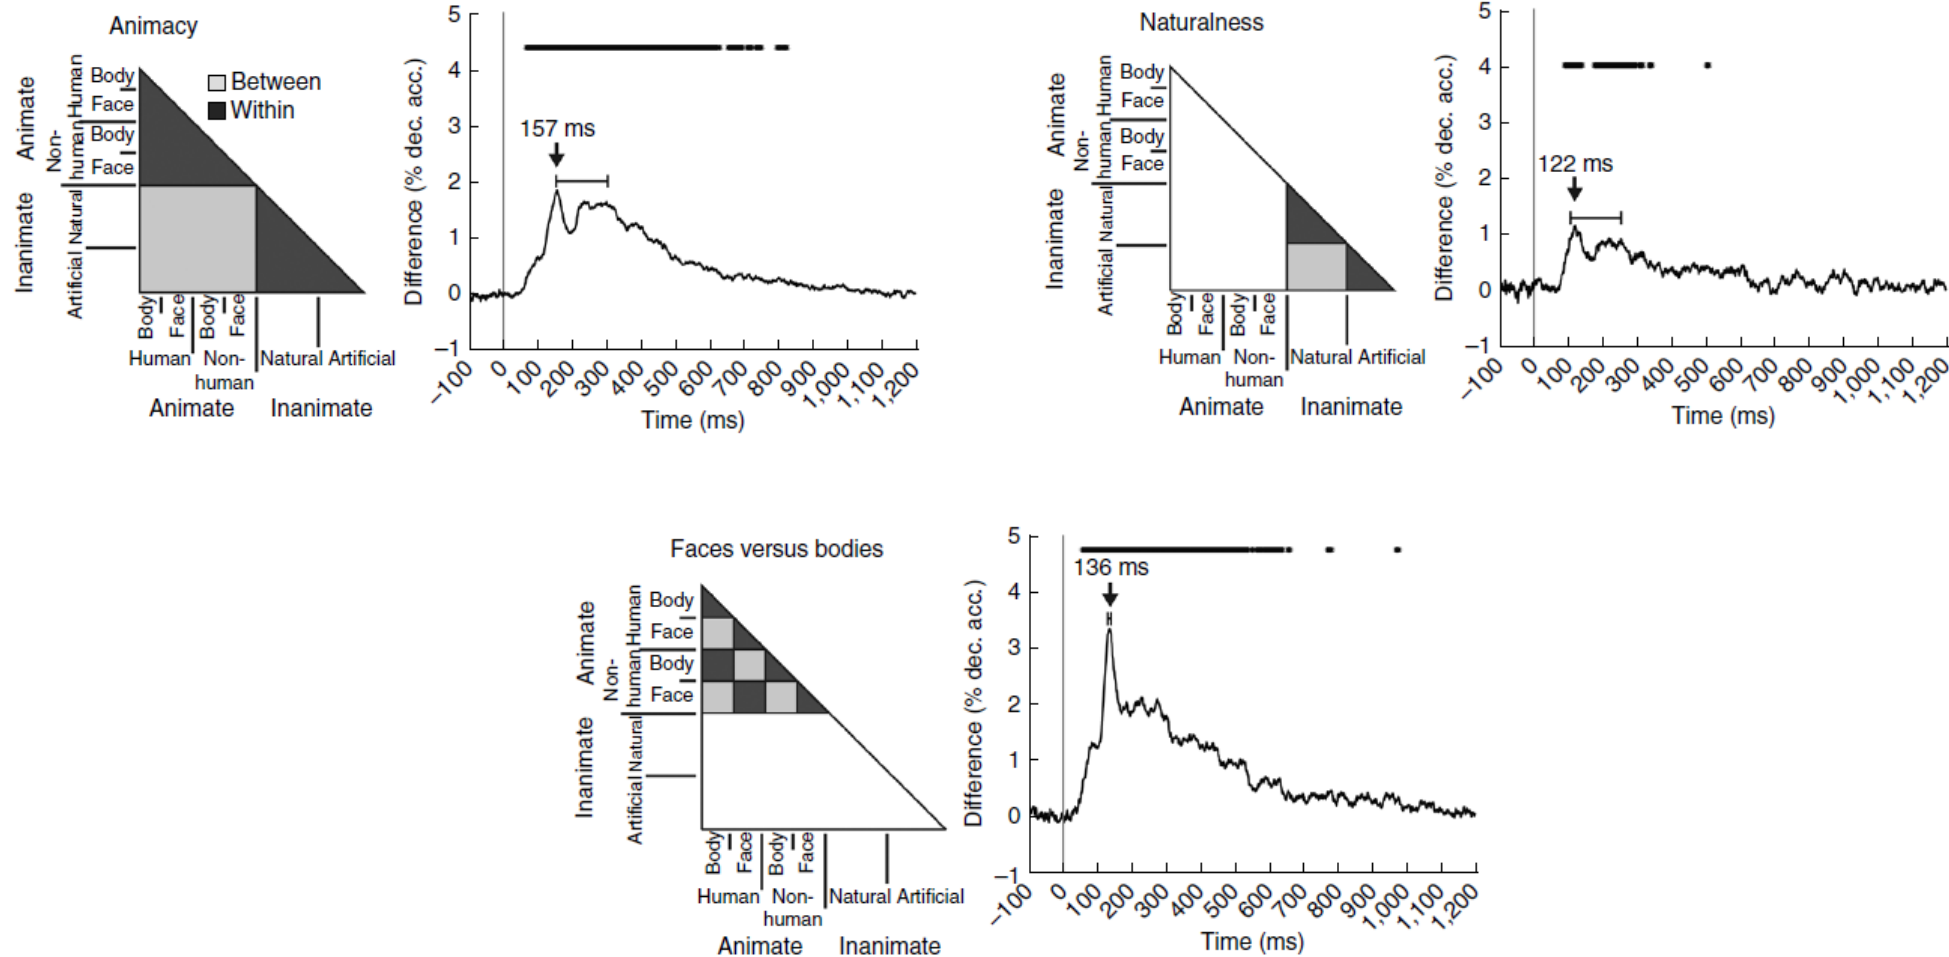 Animacy
Animate
Inanimate
Human
Non-
human
Natural
Artificial
Body
Face
Body
Face
Between
Within
Body
Face
Body
Face
Human
Non-
human
Natural Artificial
Animate
Inanimate
Difference (% dec. acc.)
5
4
3
2
1
0
–1
157 ms
–100
0
100
200
300
400
500
600
700
800
900
1,000
1,100
1,200
Time (ms)
Naturalness
Animate
Inanimate
Human
Non-
human
Natural
Artificial
Body
Face
Body
Face
Body
Face
Body
Face
Human
Non-
human
Natural Artificial
Animate
Inanimate
Difference (% dec. acc.)
5
4
3
2
1
0
–1
122 ms
–100
0
100
200
300
400
500
600
700
800
900
1,000
1,100
1,200
Time (ms)
Faces versus bodies
Animate
Inanimate
Human
Non-
human
Natural
Artificial
Body
Face
Body
Face
Body
Face
Body
Face
Human
Non-
human
Natural Artificial
Animate
Inanimate
Difference (% dec. acc.)
5
4
3
2
1
0
–1
136 ms
–100
0
100
200
300
400
500
600
700
800
900
1,000
1,100
1,200
Time (ms)